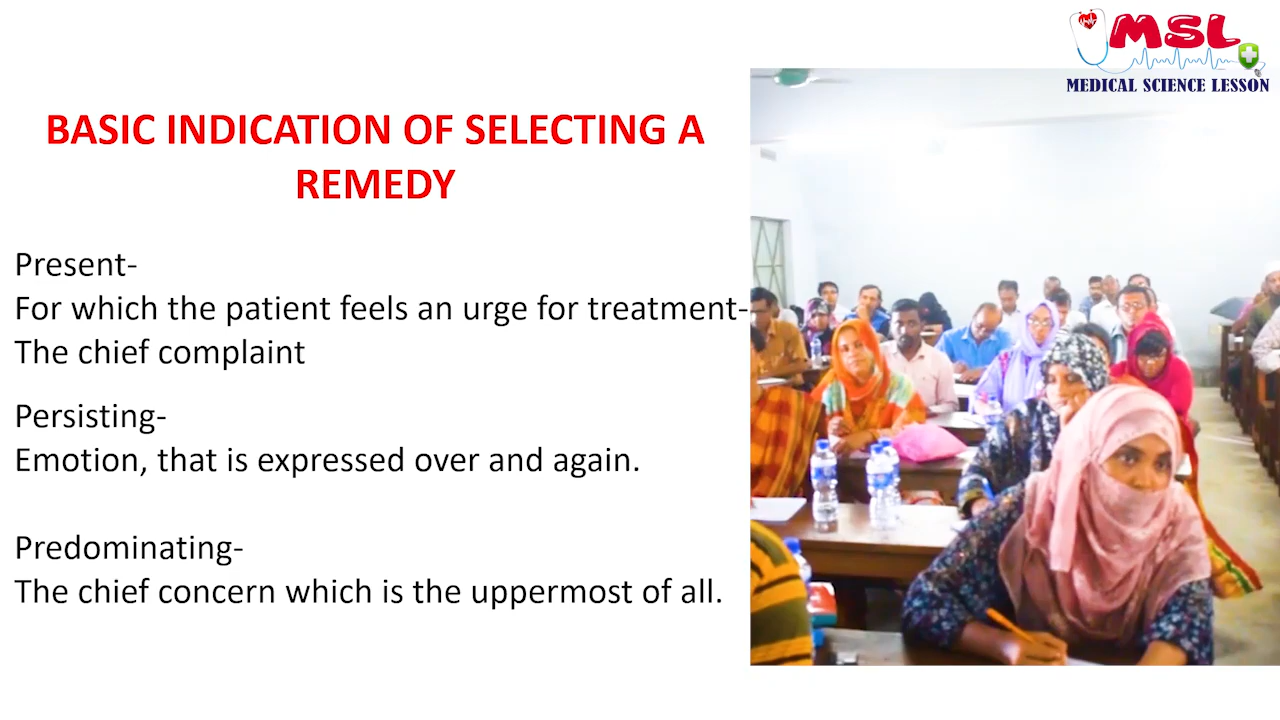 MSL
MEDICAL SCIENCE LESSON
BASIC INDICATION OF SELECTING A
REMEDY
Present-
For which the patient feels an urge for treatment-
The chief complaint
Persisting-
Emotion, that is expressed over and again.
Predominating-
The chief concern which is the uppermost of all.